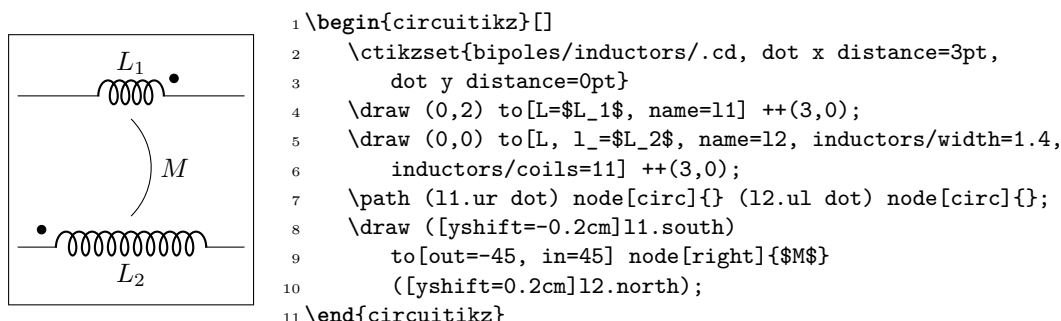 L1
M
L2
1 \begin{circuitikz}[]
2 \ctikzset{bipoles/inductors/.cd, dot x distance=3pt,
3 dot y distance=0pt}
4 \draw (0,2) to[L=$L_1$, name=l1] ++(3,0);
5 \draw (0,0) to[L, l_=$L_2$, name=l2, inductors/width=1.4,
6 inductors/coils=11] ++(3,0);
7 \path (l1.ur dot) node[circ]{} (l2.ul dot) node[circ]{};
8 \draw ([yshift=-0.2cm]l1.south)
9 to[out=-45, in=45] node[right]{$M$}
10 ([yshift=0.2cm]l2.north);
11 \end{circuitikz}